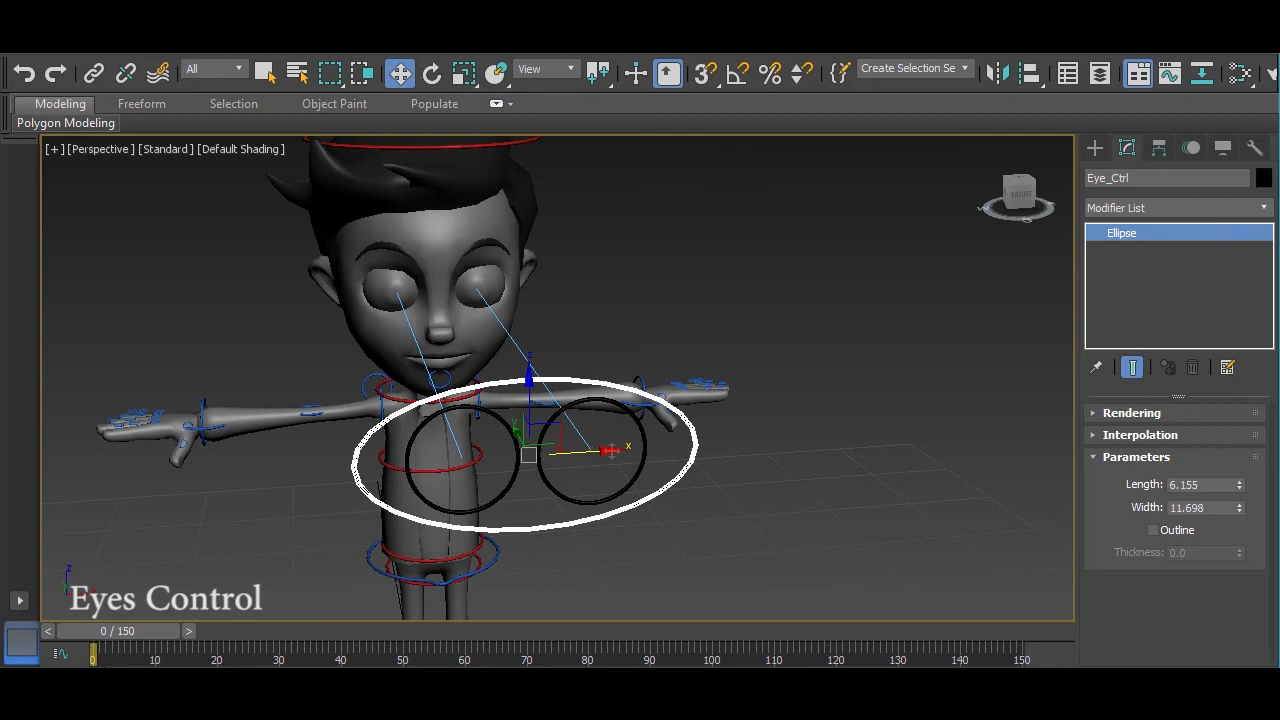 All
View
3
Create Selection Se
Modeling
Freeform
Selection
Object Paint
Populate
Polygon Modeling
[+] [Perspective ] [Standard ] [Default Shading ]
FRONT
Eye_Ctrl
Modifier List
Ellipse
Rendering
Interpolation
Parameters
Length: 6.155
Width: 11.698
Outline
Thickness: 0.0
z
x
y
z
Eyes Control
< 0 / 150 >
0 10 20 30 40 50 60 70 80 90 100 110 120 130 140 150